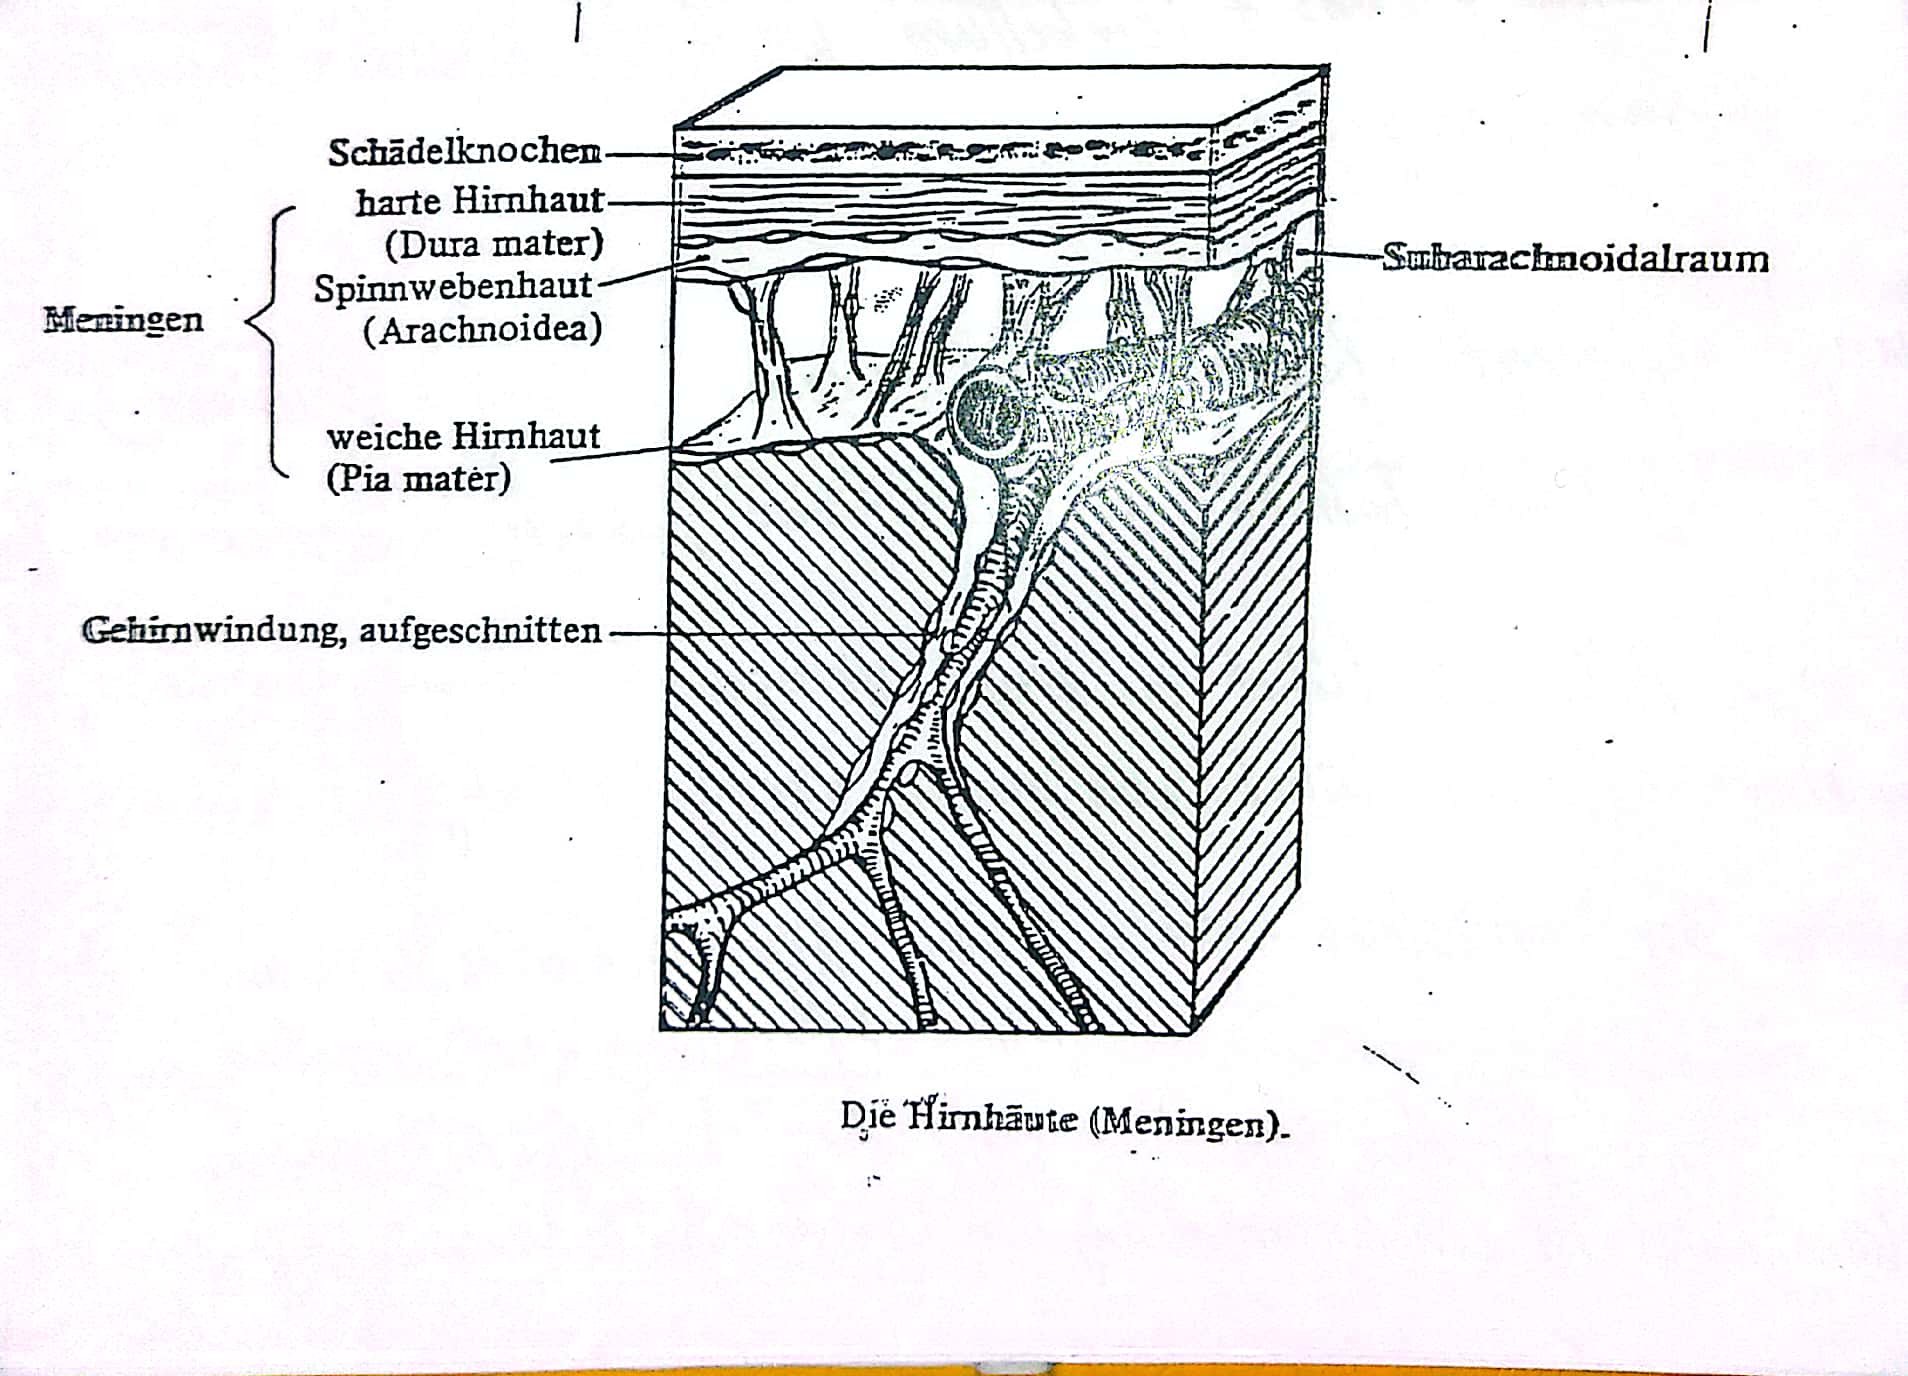 Schädelknochen
harte Hirnhaut
(Dura mater)
Spinnwebenhaut
(Arachnoidea)
Subarachnoidalraum
Meningen
weiche Hirnhaut
(Pia mater)
Gehirnwindung, aufgeschnitten
Die Hirnhäute (Meningen).